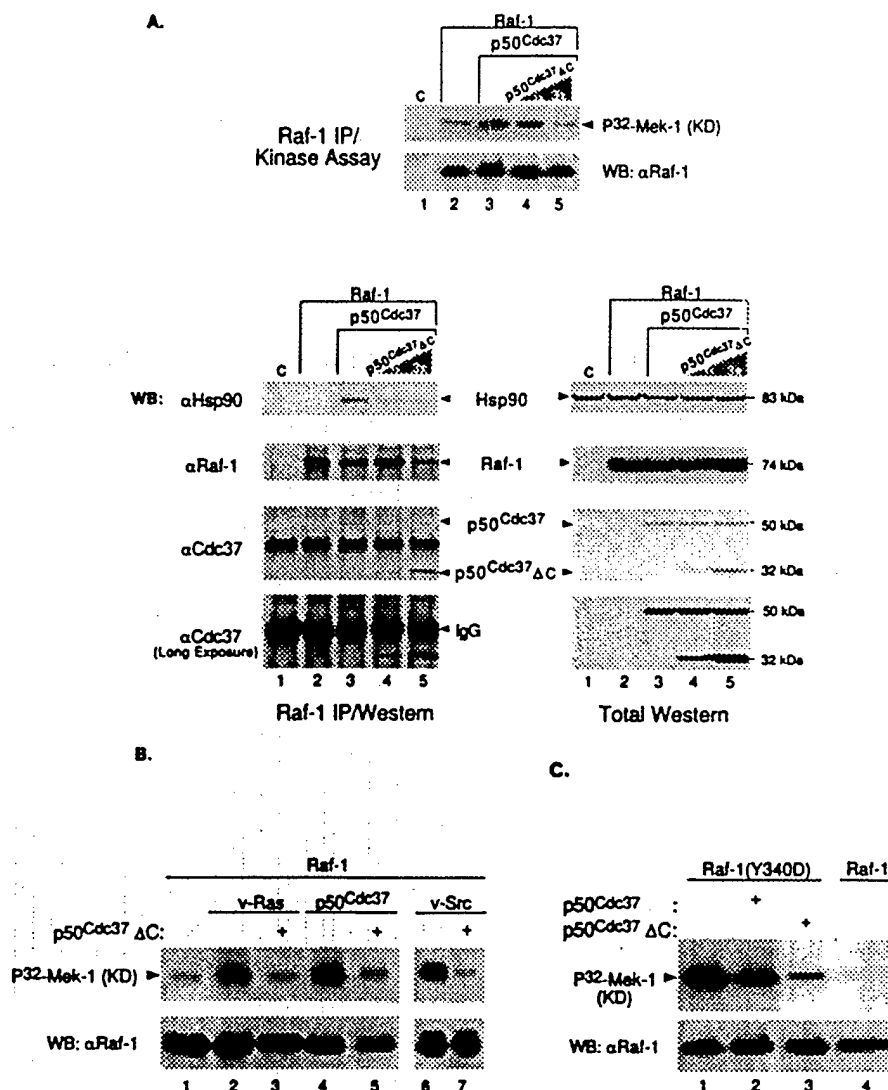 A.
Raf-1
p50Cdc37
p50Cdc37ΔC
C
Raf-1 IP/
Kinase Assay
P32-Mek-1 (KD)
WB: αRaf-1
1 2 3 4 5
Raf-1
p50Cdc37
p50Cdc37ΔC
C
Raf-1
p50Cdc37
p50Cdc37ΔC
C
WB: αHsp90
Hsp90
83 kDa
αRaf-1
Raf-1
74 kDa
αCdc37
p50Cdc37
50 kDa
p50Cdc37ΔC
32 kDa
αCdc37
(Long Exposure)
IgG
50 kDa
32 kDa
1 2 3 4 5
1 2 3 4 5
Raf-1 IP/Western
Total Western
B.
Raf-1
v-Ras p50Cdc37 v-Src
p50Cdc37 ΔC: + + +
P32-Mek-1 (KD)
WB: αRaf-1
1 2 3 4 5 6 7
C.
Raf-1(Y340D) Raf-1
p50Cdc37 : +
p50Cdc37 ΔC: +
P32-Mek-1
(KD)
WB: αRaf-1
1 2 3 4